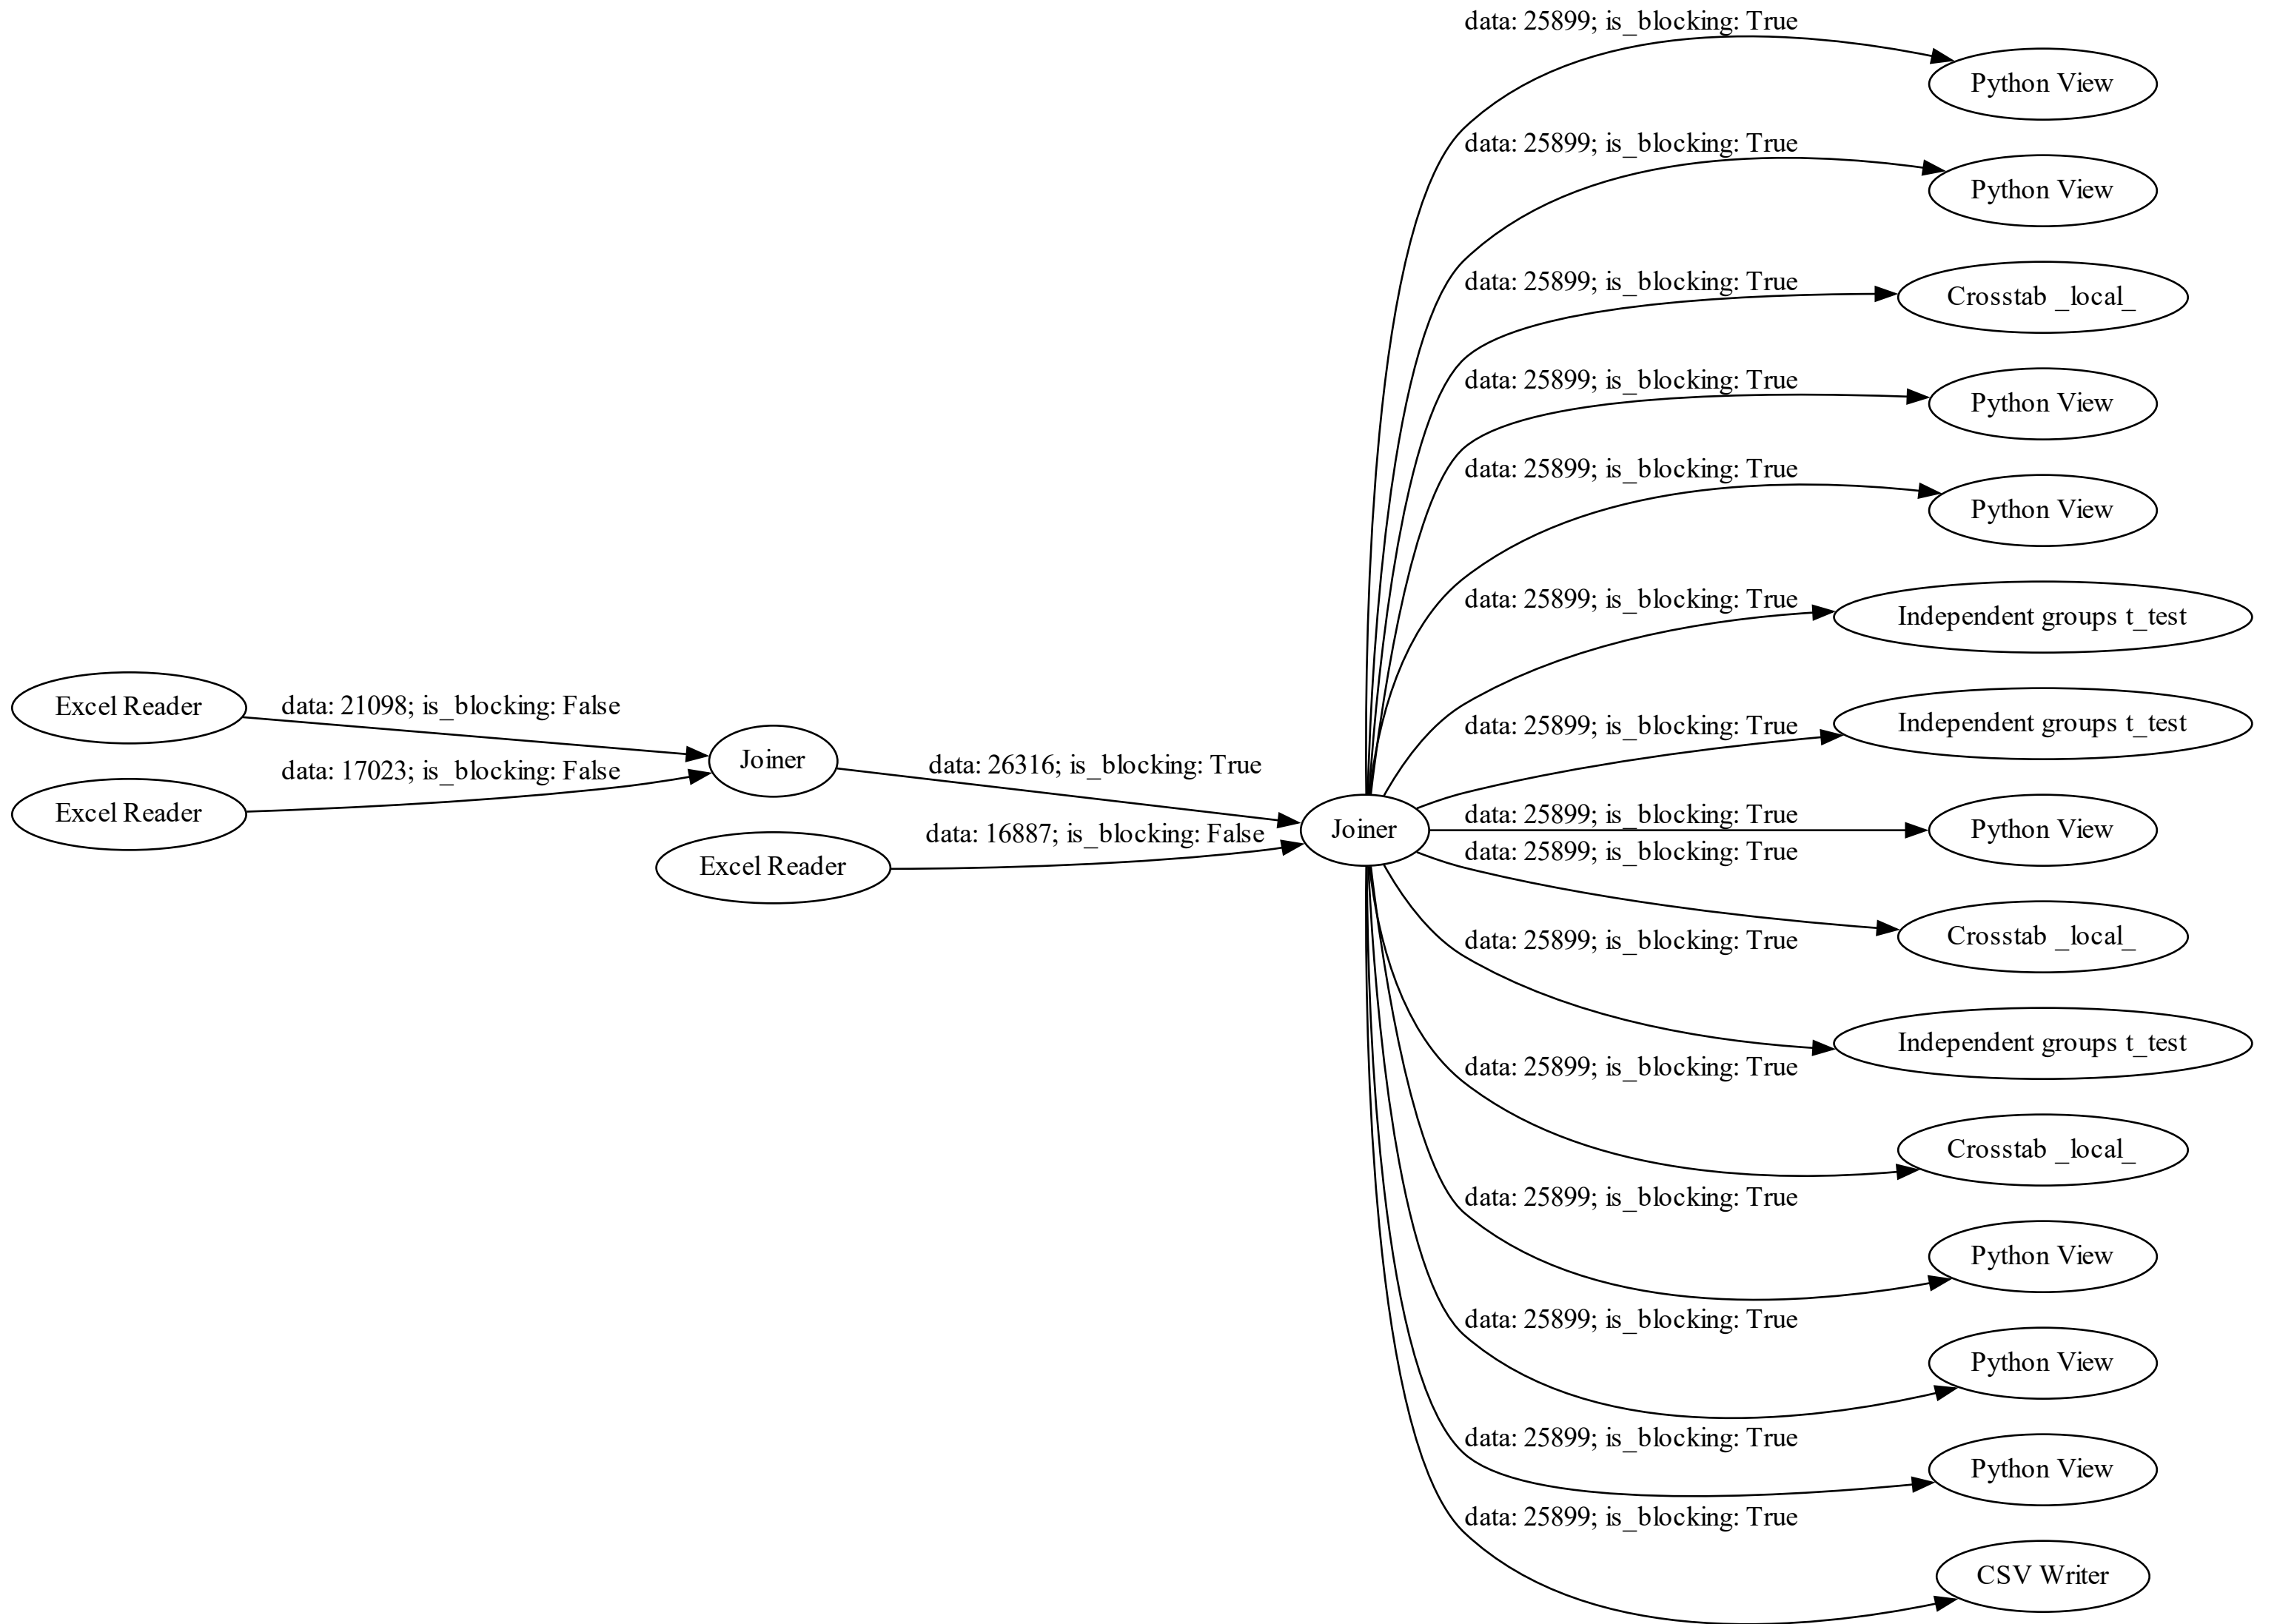 data: 25899; is_blocking: True
Python View
data: 25899; is_blocking: True
Python View
data: 25899; is_blocking: True
Crosstab _local_
data: 25899; is_blocking: True
Python View
data: 25899; is_blocking: True
Python View
data: 25899; is_blocking: True
Independent groups t_test
Excel Reader
data: 21098; is_blocking: False
data: 25899; is_blocking: True
Independent groups t_test
Joiner
data: 26316; is_blocking: True
data: 17023; is_blocking: False
Excel Reader
data: 25899; is_blocking: True
Joiner
Python View
data: 16887; is_blocking: False
Excel Reader
data: 25899; is_blocking: True
Crosstab _local_
data: 25899; is_blocking: True
Independent groups t_test
data: 25899; is_blocking: True
Crosstab _local_
data: 25899; is_blocking: True
Python View
data: 25899; is_blocking: True
Python View
data: 25899; is_blocking: True
Python View
data: 25899; is_blocking: True
CSV Writer